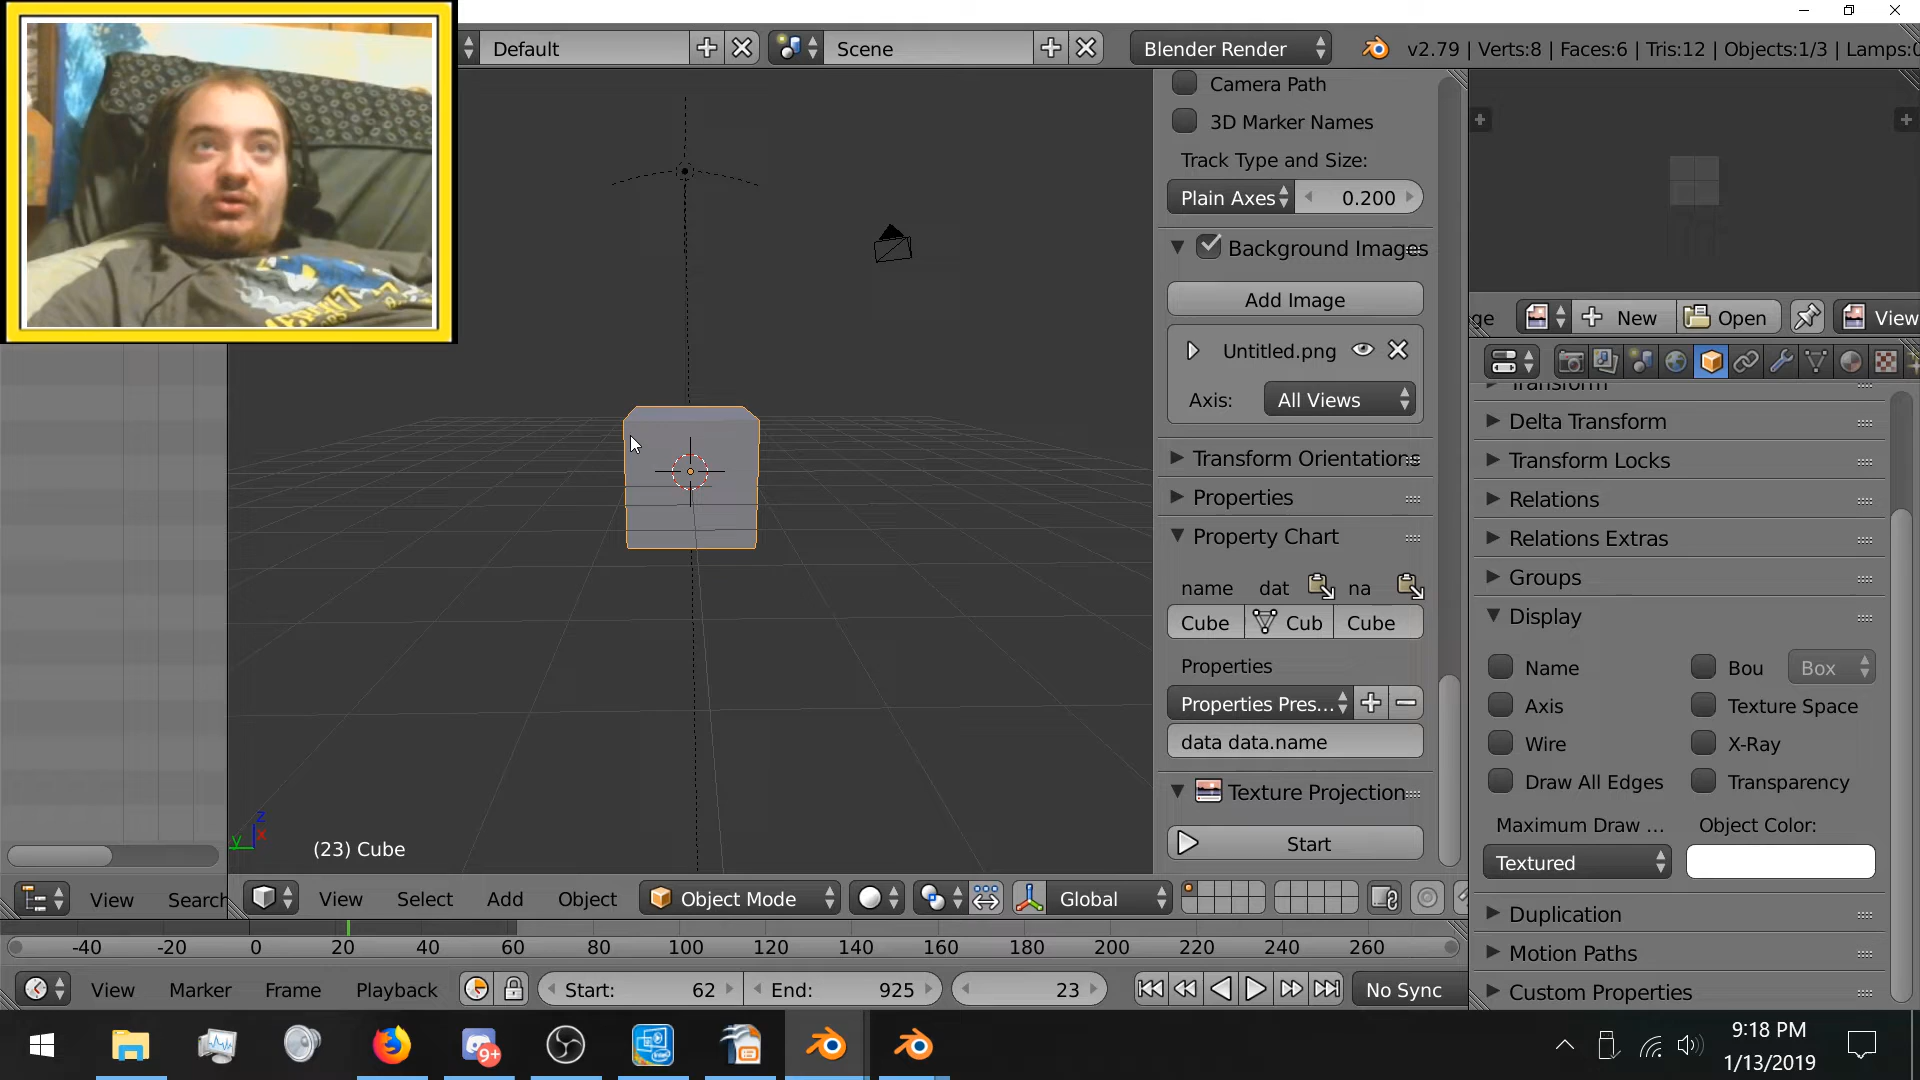 Default
Scene
Blender Render
v2.79 | Verts:8 | Faces:6 | Tris:12 | Objects:1/3 | Lamps:0
Camera Path
3D Marker Names
Track Type and Size:
Plain Axes
0.200
Background Images
Add Image
Untitled.png
Axis:
All Views
Transform Orientations
Properties
Property Chart
name dat na
Cube Cub Cube
Properties
Properties Pres...
data data.name
Texture Projection
Start
ge
New
Open
View
Transform
Delta Transform
Transform Locks
Relations
Relations Extras
Groups
Display
Name
Bou
Box
Axis
Texture Space
Wire
X-Ray
Draw All Edges
Transparency
Maximum Draw ...
Object Color:
Textured
Duplication
Motion Paths
Custom Properties
z
x
y
(23) Cube
View Search
View Select Add Object Object Mode Global
-40 -20 0 20 40 60 80 100 120 140 160 180 200 220 240 260
View Marker Frame Playback Start: 62 End: 925 23 No Sync
9+
9:18 PM
1/13/2019